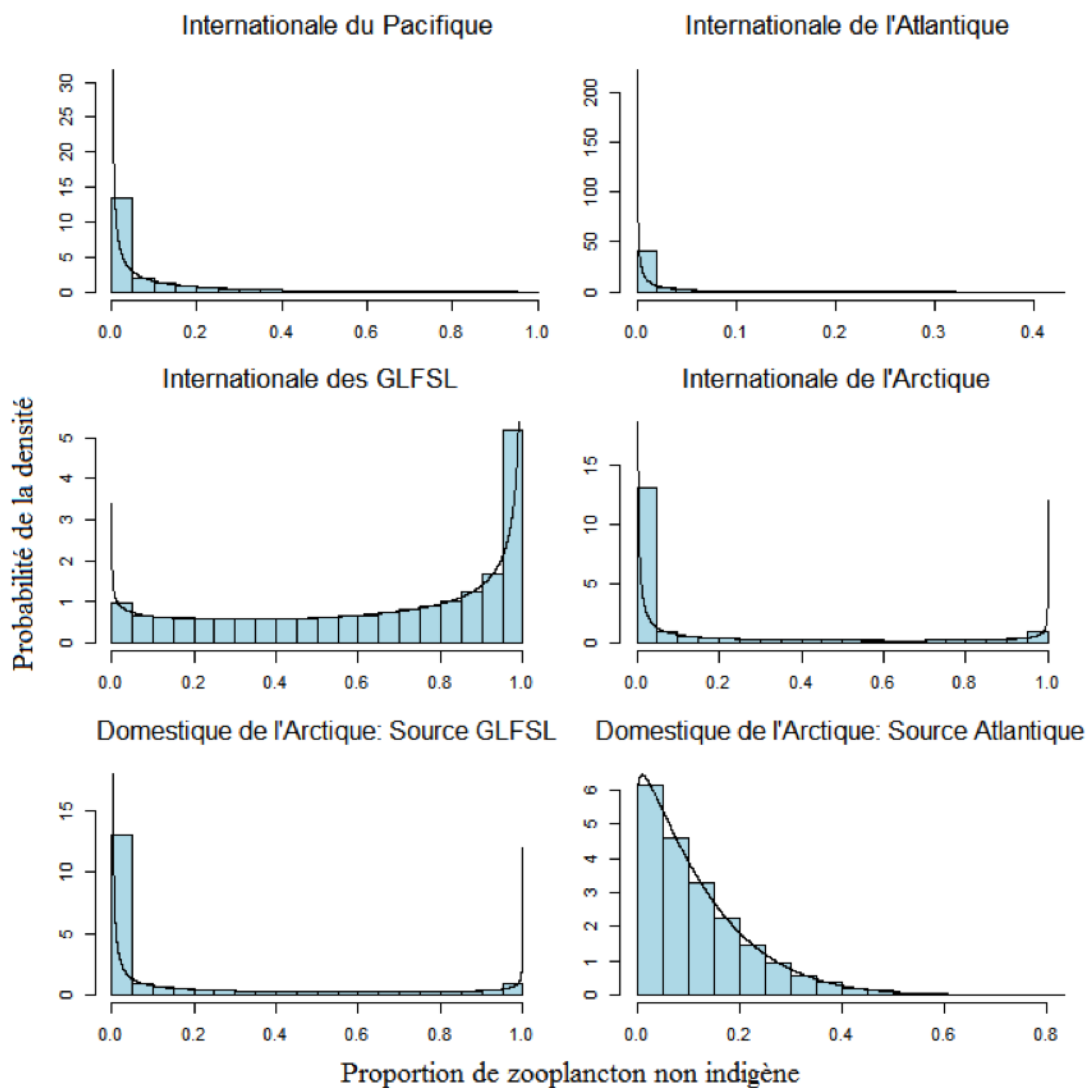 Internationale du Pacifique
Internationale de l'Atlantique
30
25
20
15
10
5
0
0.0 0.2 0.4 0.6 0.8 1.0
200
150
100
50
0
0.0 0.1 0.2 0.3 0.4
Probabilité de la densité
Internationale des GLFSL
Internationale de l'Arctique
5
4
3
2
1
0
0.0 0.2 0.4 0.6 0.8 1.0
15
10
5
0
0.0 0.2 0.4 0.6 0.8 1.0
Domestique de l'Arctique: Source GLFSL
Domestique de l'Arctique: Source Atlantique
15
10
5
0
0.0 0.2 0.4 0.6 0.8 1.0
6
5
4
3
2
1
0
0.0 0.2 0.4 0.6 0.8
Proportion de zooplancton non indigène